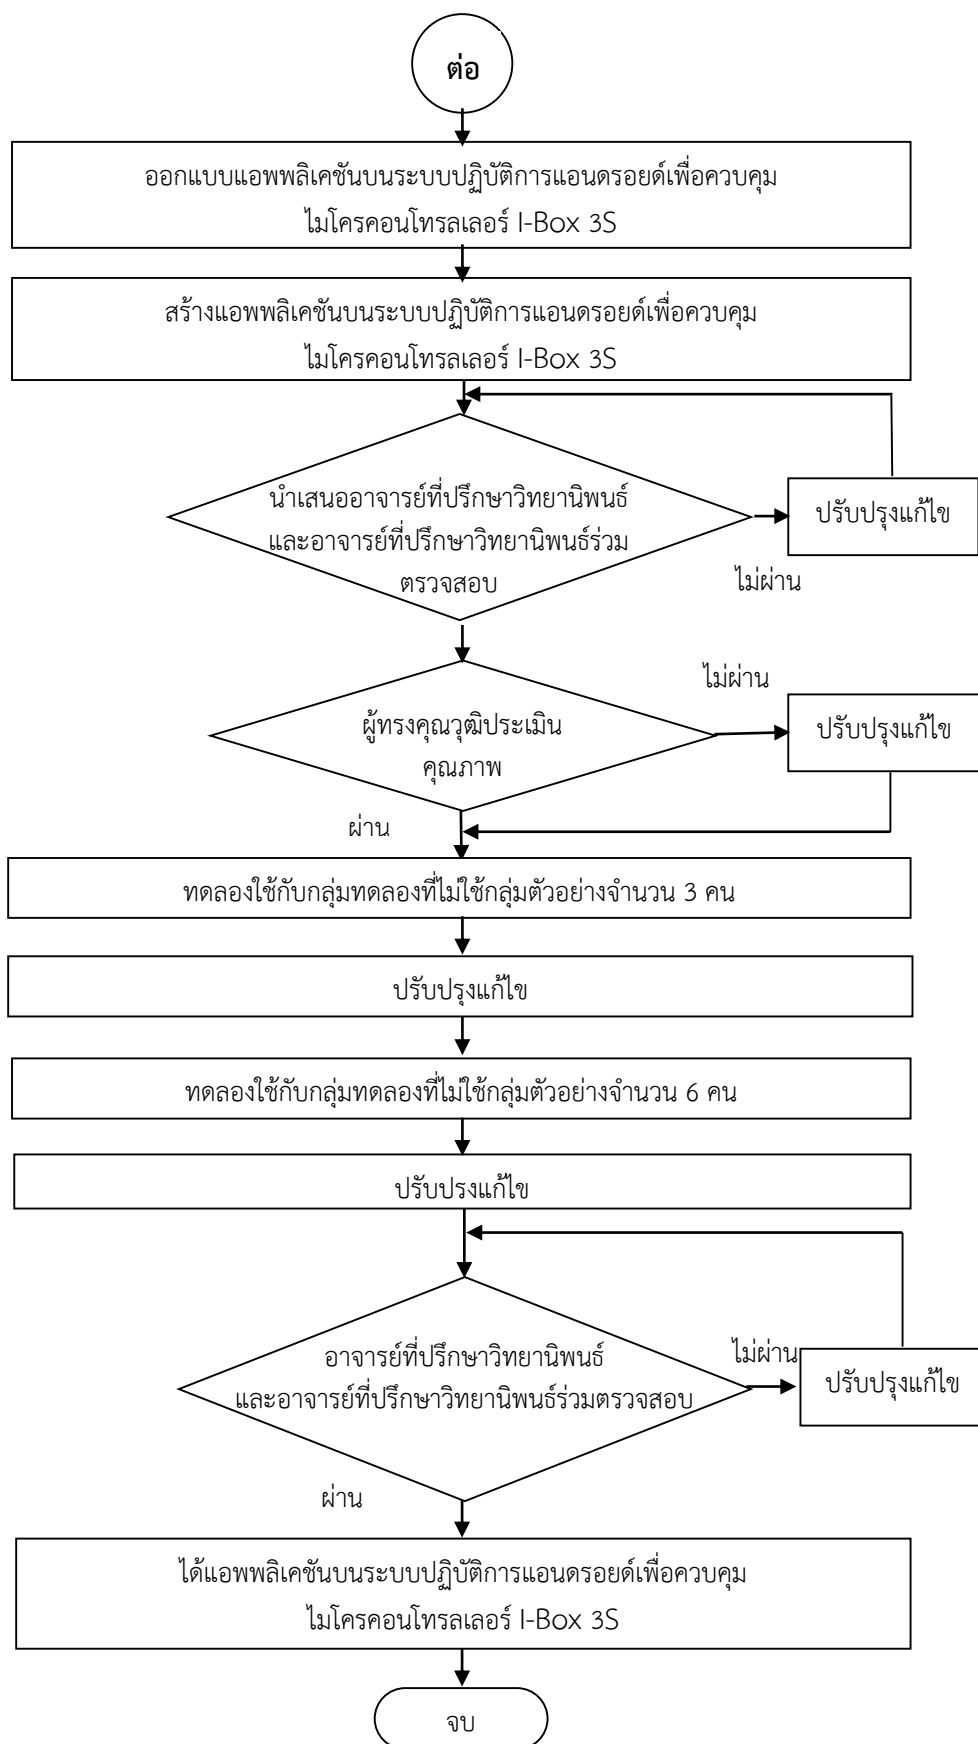 ต่อ
ออกแบบแอพพลิเคชันบนระบบปฏิบัติการแอนดรอยด์เพื่อควบคุม
ไมโครคอนโทรลเลอร์ I-Box 3S
สร้างแอพพลิเคชันบนระบบปฏิบัติการแอนดรอยด์เพื่อควบคุม
ไมโครคอนโทรลเลอร์ I-Box 3S
นำเสนออาจารย์ที่ปรึกษาวิทยานิพนธ์
และอาจารย์ที่ปรึกษาวิทยานิพนธ์ร่วม
ตรวจสอบ
ปรับปรุงแก้ไข
ไม่ผ่าน
ผู้ทรงคุณวุฒิประเมิน
คุณภาพ
ไม่ผ่าน
ปรับปรุงแก้ไข
ผ่าน
ทดลองใช้กับกลุ่มทดลองที่ไม่ใช้กลุ่มตัวอย่างจำนวน 3 คน
ปรับปรุงแก้ไข
ทดลองใช้กับกลุ่มทดลองที่ไม่ใช้กลุ่มตัวอย่างจำนวน 6 คน
ปรับปรงแก้ไข
อาจารย์ที่ปรึกษาวิทยานิพนธ์
และอาจารย์ที่ปรึกษาวิทยานิพนธ์ร่วมตรวจสอบ
ไม่ผ่าน
ปรับปรุงแก้ไข
ผ่าน
ได้แอพพลิเคชันบนระบบปฏิบัติการแอนดรอยด์เพื่อควบคุม
ไมโครคอนโทรลเลอร์ I-Box 3S
จบ